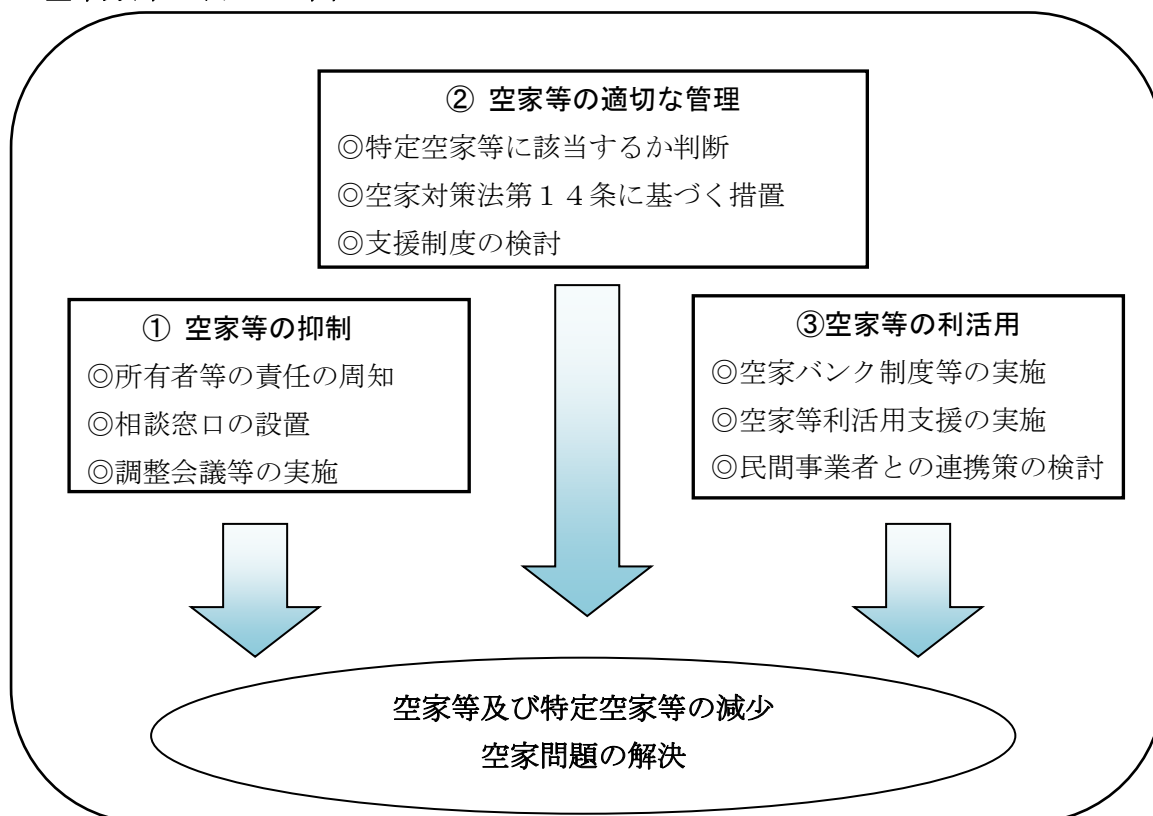 ② 空家等の適切な管理
◎特定空家等に該当するか判断
◎空家対策法第１４条に基づく措置
◎支援制度の検討
① 空家等の抑制
◎所有者等の責任の周知
◎相談窓口の設置
◎調整会議等の実施
③空家等の利活用
◎空家バンク制度等の実施
◎空家等利活用支援の実施
◎民間事業者との連携策の検討
空家等及び特定空家等の減少
空家問題の解決